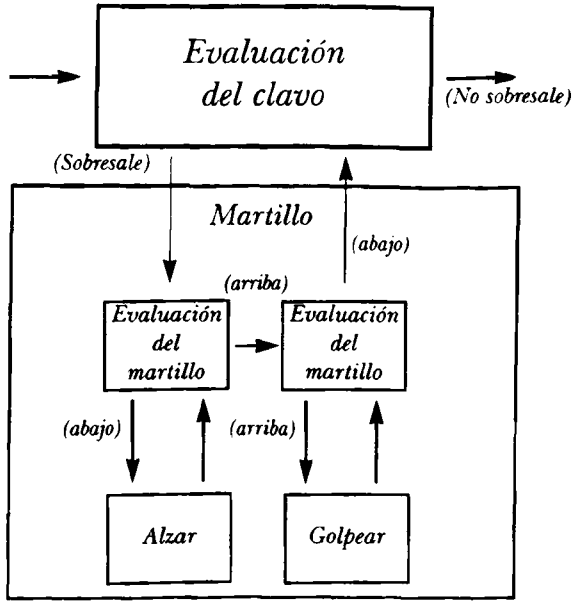 Evaluación
del clavo
(No sobresale)
(Sobresale)
Martillo
(abajo)
(arriba)
Evaluación
del
martillo
Evaluación
del
martillo
(abajo)
(arriba)
Alzar
Golpear